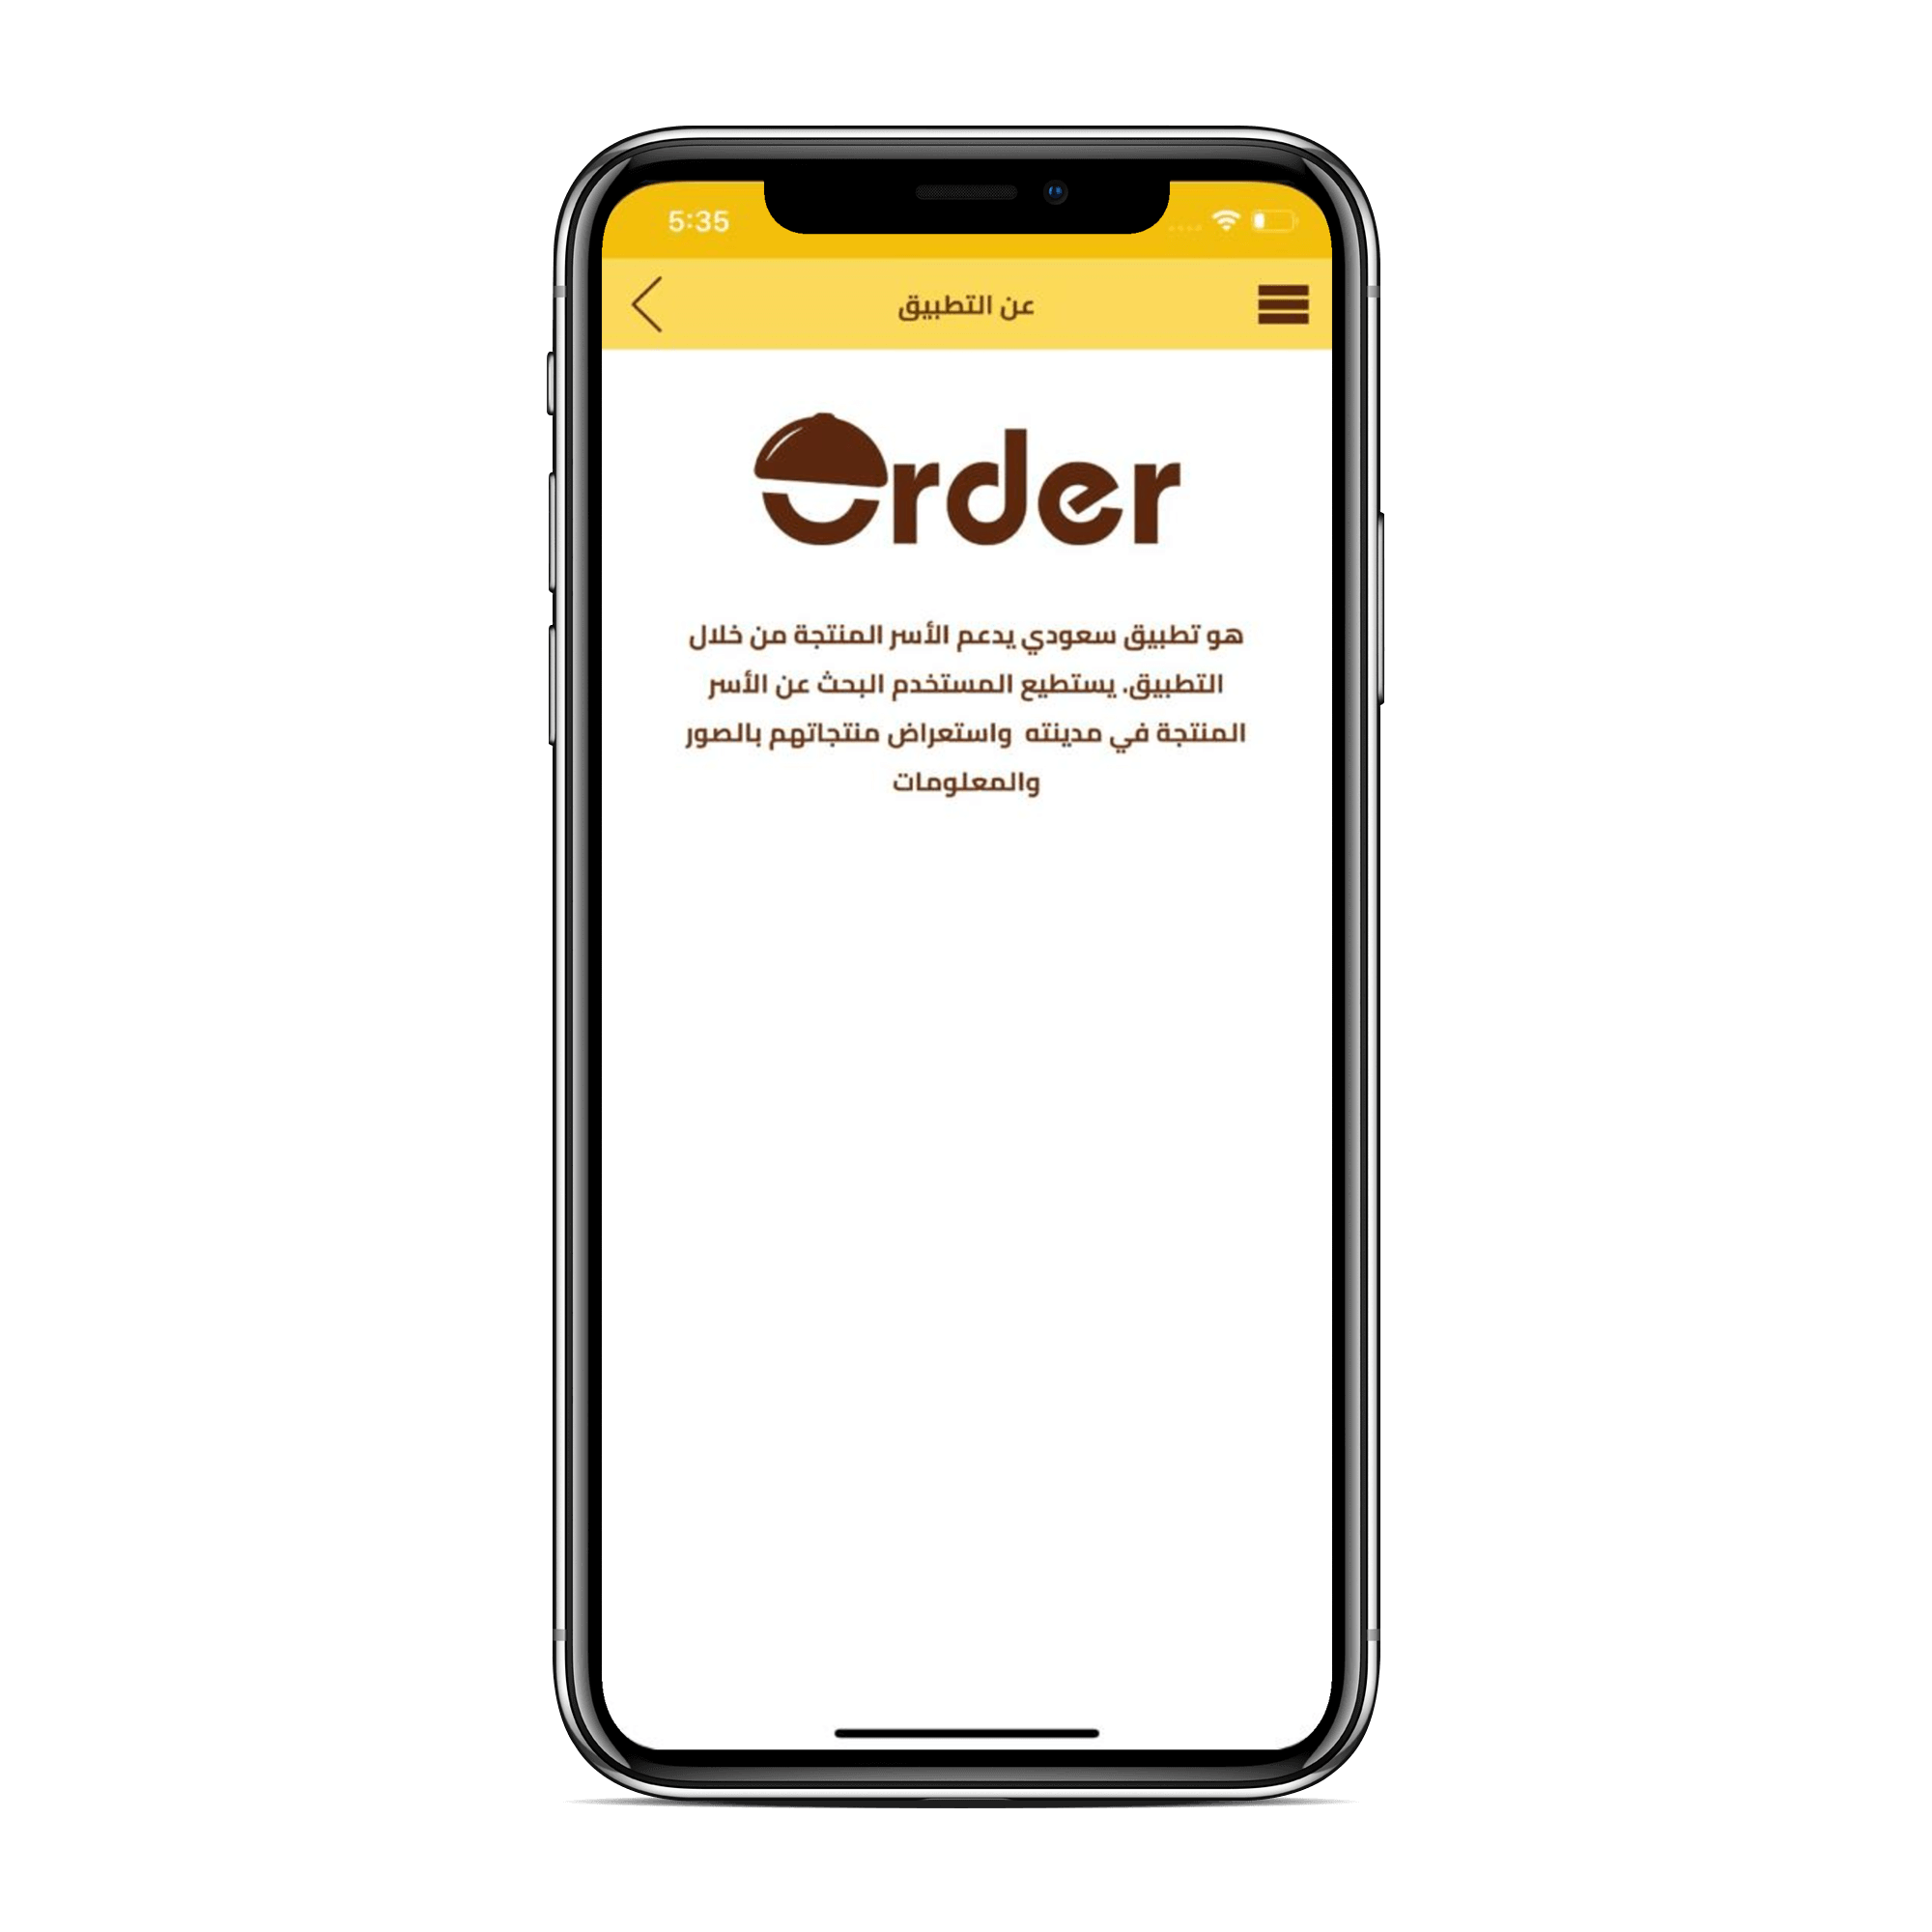 5:35
عن التطبيق
Order
هو تطبيق سعودي يدعم الأسر المنتجة من خلال
التطبيق. يستطيع المستخدم البحث عن الأسر
المنتجة في مدينته واستعراض منتجاتهم بالصور
والمعلومات